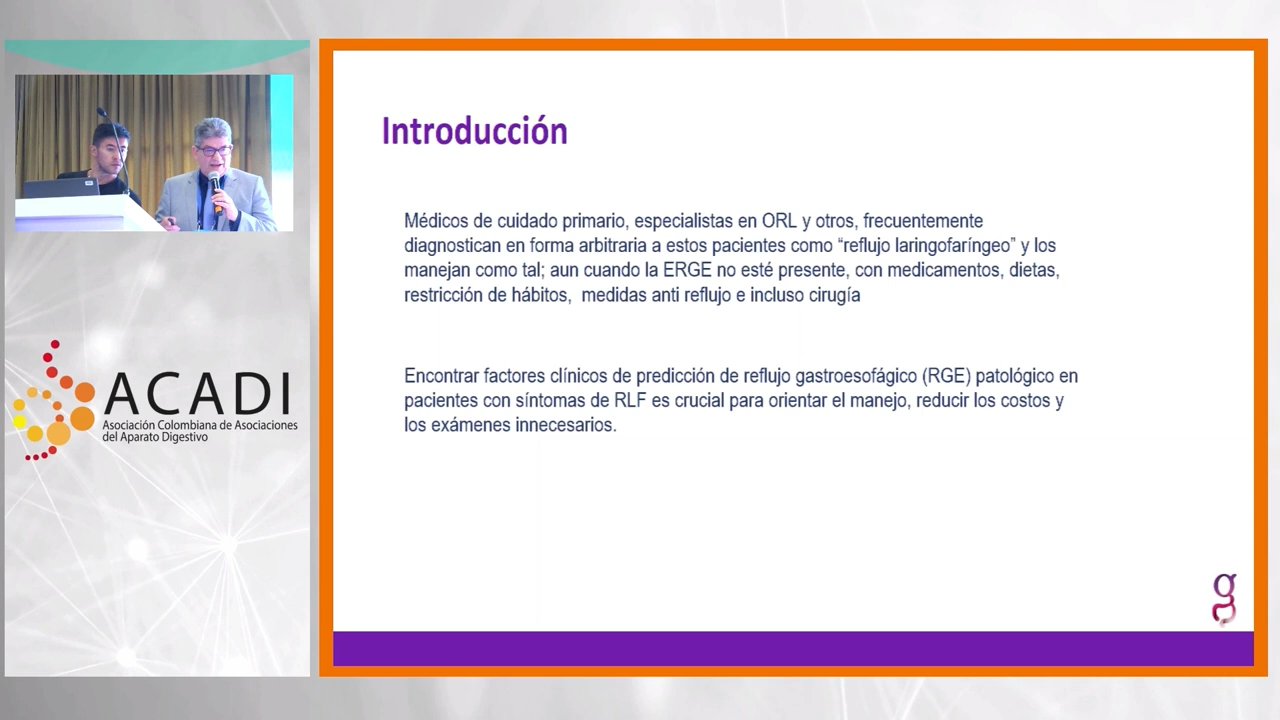 Introducción
Médicos de cuidado primario, especialistas en ORL y otros, frecuentemente
diagnostican en forma arbitraria a estos pacientes como “reflujo laringofaríngeo” y los
manejan como tal; aun cuando la ERGE no esté presente, con medicamentos, dietas,
restricción de hábitos, medidas anti reflujo e incluso cirugía
Encontrar factores clínicos de predicción de reflujo gastroesofágico (RGE) patológico en
pacientes con síntomas de RLF es crucial para orientar el manejo, reducir los costos y
los exámenes innecesarios.
ACADI
Asociación Colombiana de Asociaciones
del Aparato Digestivo